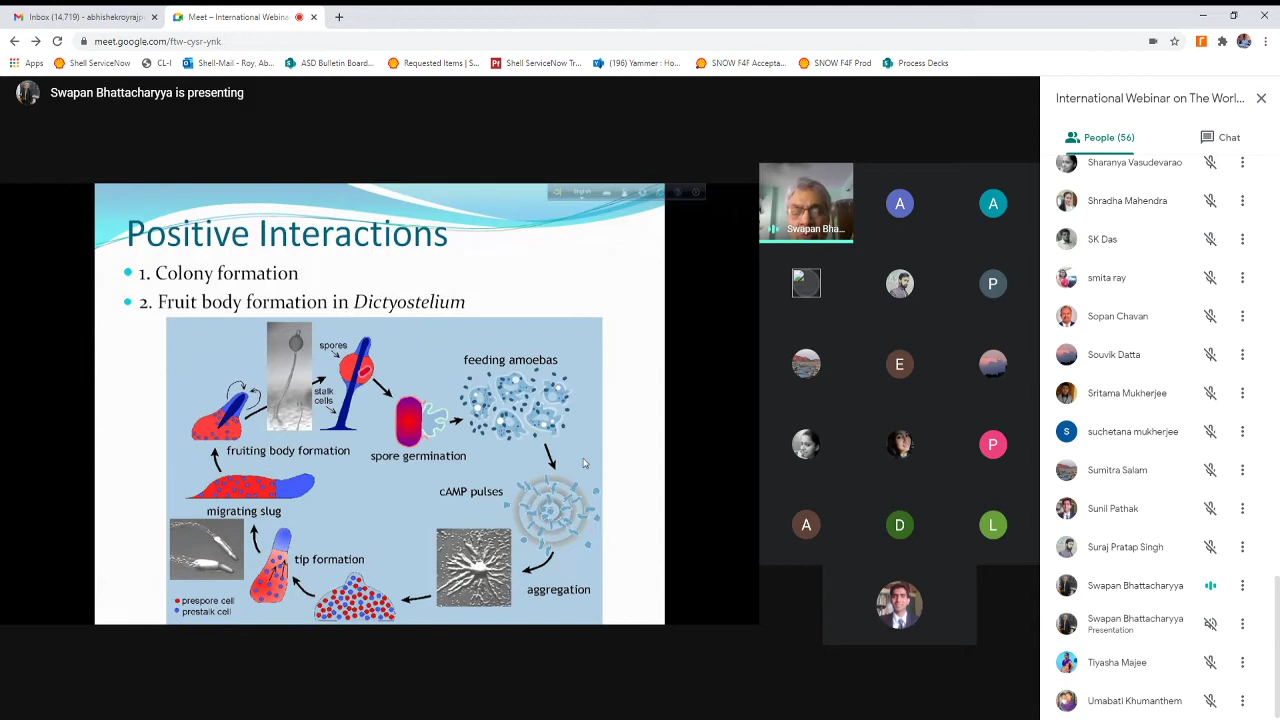 Inbox (14,719) - abhishekroyrajp
Meet – International Webina
meet.google.com/ftw-cysr-ynk
Apps
Shell ServiceNow
CL-I
Shell-Mail - Roy, Ab...
ASD Bulletin Board...
Requested Items | S...
Shell ServiceNow Tr...
(196) Yammer : Ho...
SNOW F4F Accepta...
SNOW F4F Prod
Process Decks
Swapan Bhattacharyya is presenting
International Webinar on The Worl...
People (56)
Chat
English
Positive Interactions
1. Colony formation
2. Fruit body formation in Dictyostelium
spores
stalk
cells
feeding amoebas
fruiting body formation
spore germination
cAMP pulses
migrating slug
tip formation
aggregation
prespore cell
prestalk cell
Swapan Bha...
A
A
P
E
P
A
D
L
Sharanya Vasudevarao
Shradha Mahendra
SK Das
smita ray
Sopan Chavan
Souvik Datta
Sritama Mukherjee
S
suchetana mukherjee
Sumitra Salam
Sunil Pathak
Suraj Pratap Singh
Swapan Bhattacharyya
Swapan Bhattacharyya
Presentation
Tiyasha Majee
Umabati Khumanthem